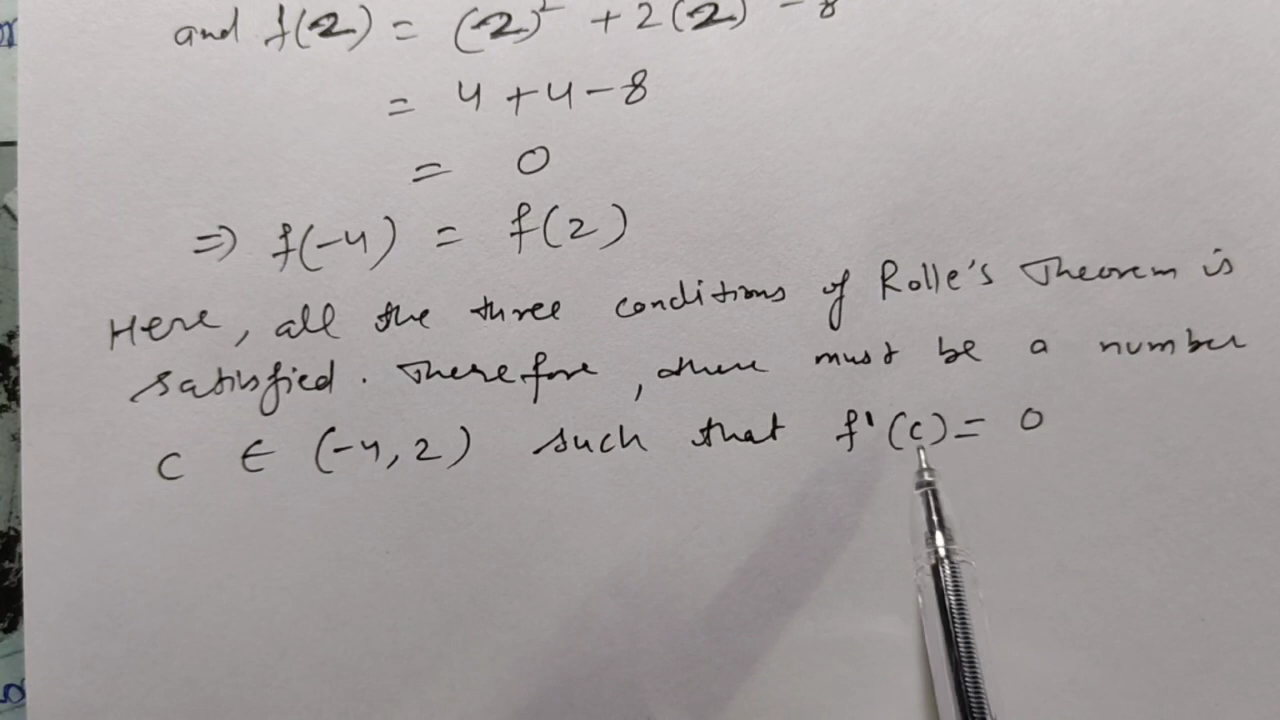 and f(2) = (2)² + 2(2) - 8
= 4 + 4 - 8
= 0
⇒ f(-4) = f(2)
Here, all the three conditions of Rolle's Theorem is
satisfied. Therefore, there must be a number
c ∈ (-4, 2) such that f'(c) = 0